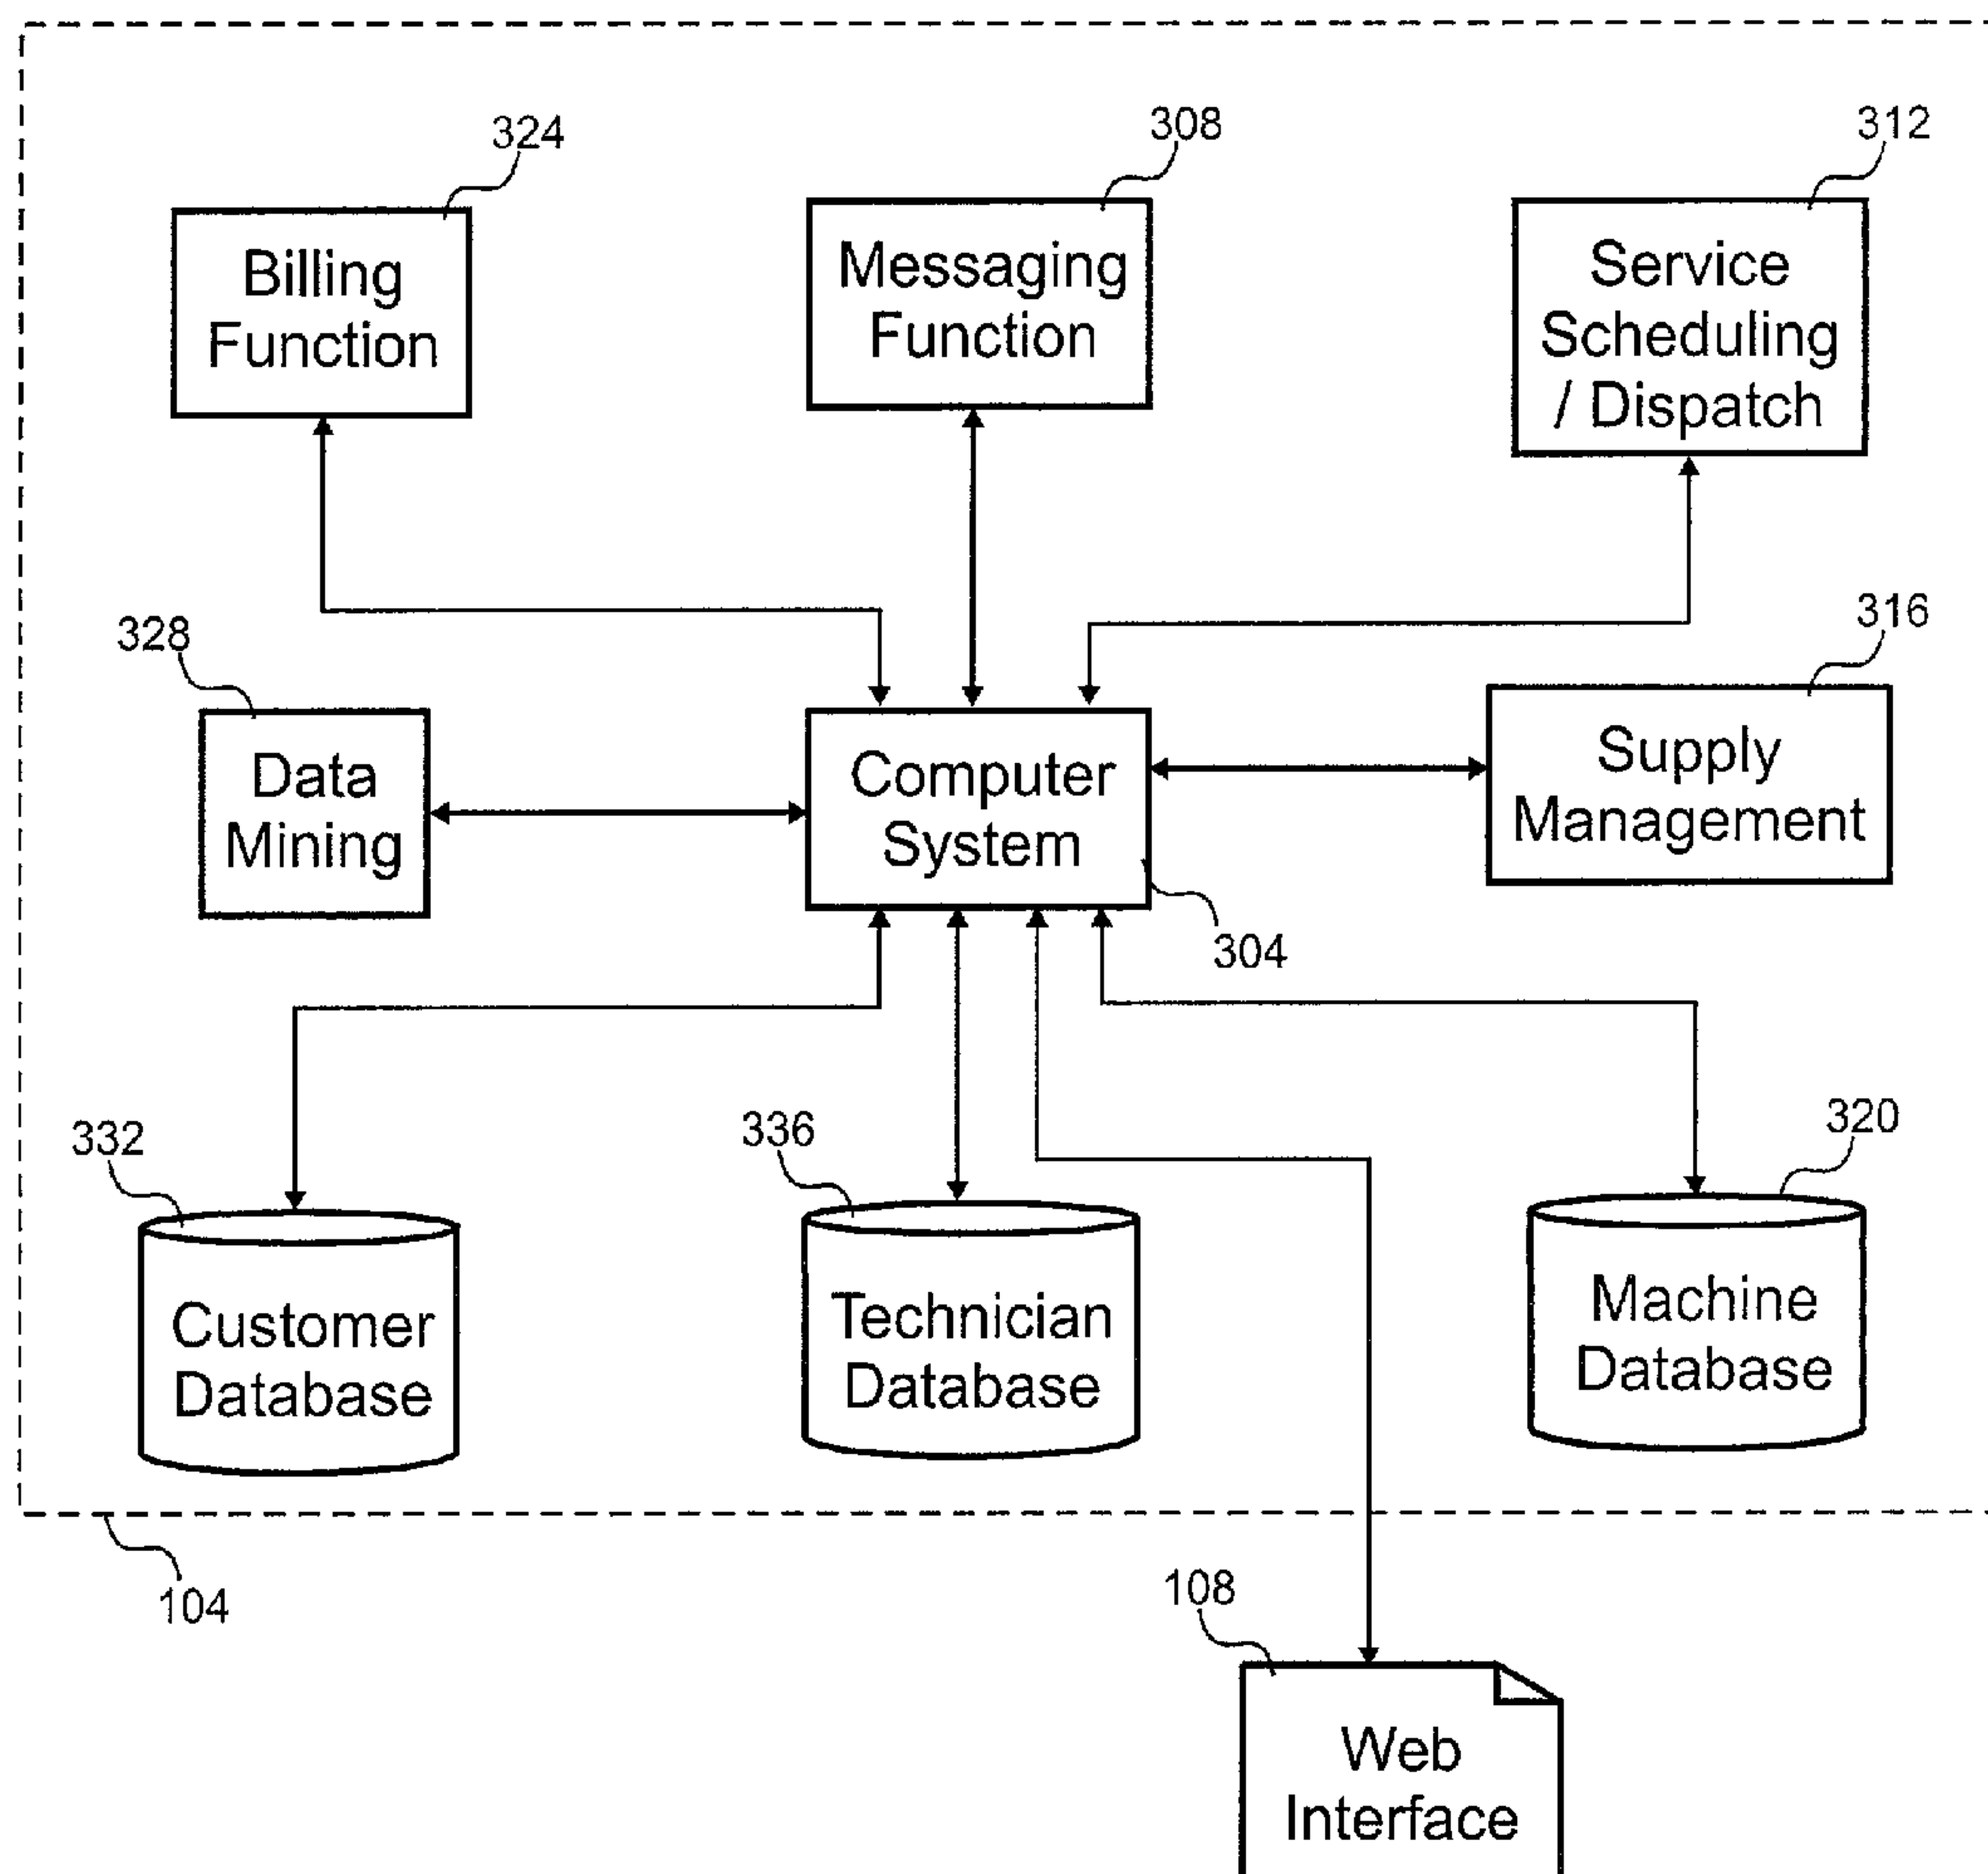 324
308
312
Billing
Function
Messaging
Function
Service
Scheduling
/ Dispatch
328
316
Data
Mining
Computer
System
Supply
Management
304
332
336
320
Customer
Database
Technician
Database
Machine
Database
104
108
Web
Interface